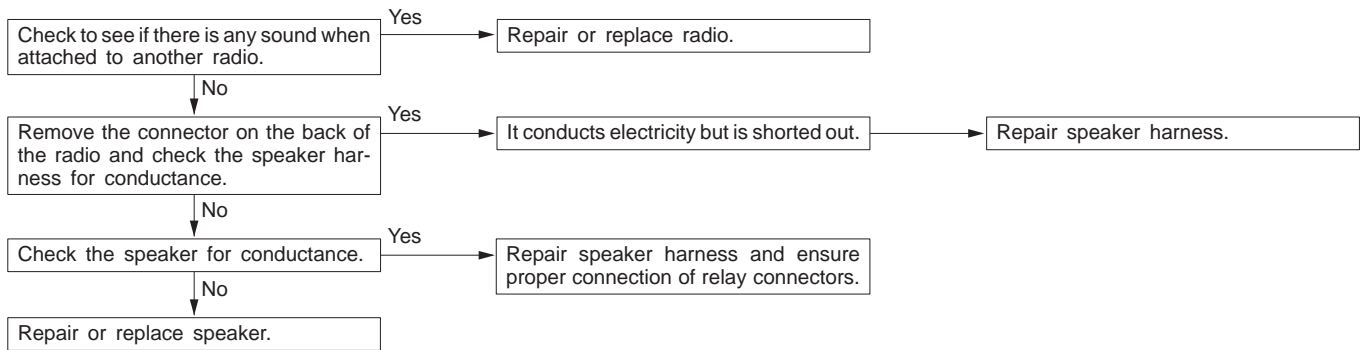 Check to see if there is any sound when
attached to another radio.
Yes
Repair or replace radio.
No
Remove the connector on the back of
the radio and check the speaker har-
ness for conductance.
Yes
It conducts electricity but is shorted out.
Repair speaker harness.
No
Check the speaker for conductance.
Yes
Repair speaker harness and ensure
proper connection of relay connectors.
No
Repair or replace speaker.